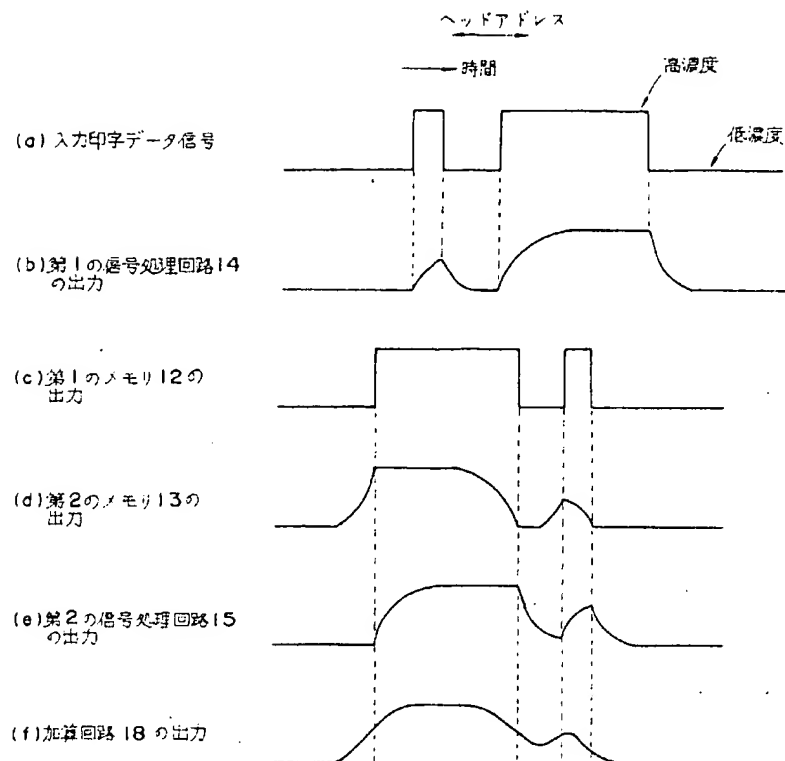 ヘッドアドレス
時間
高濃度
低濃度
(a) 入力印字データ信号
(b) 第1の信号処理回路14
の出力
(c) 第1のメモリ12の
出力
(d) 第2のメモリ13の
出力
(e) 第2の信号処理回路15
の出力
(f) 加算回路18の出力